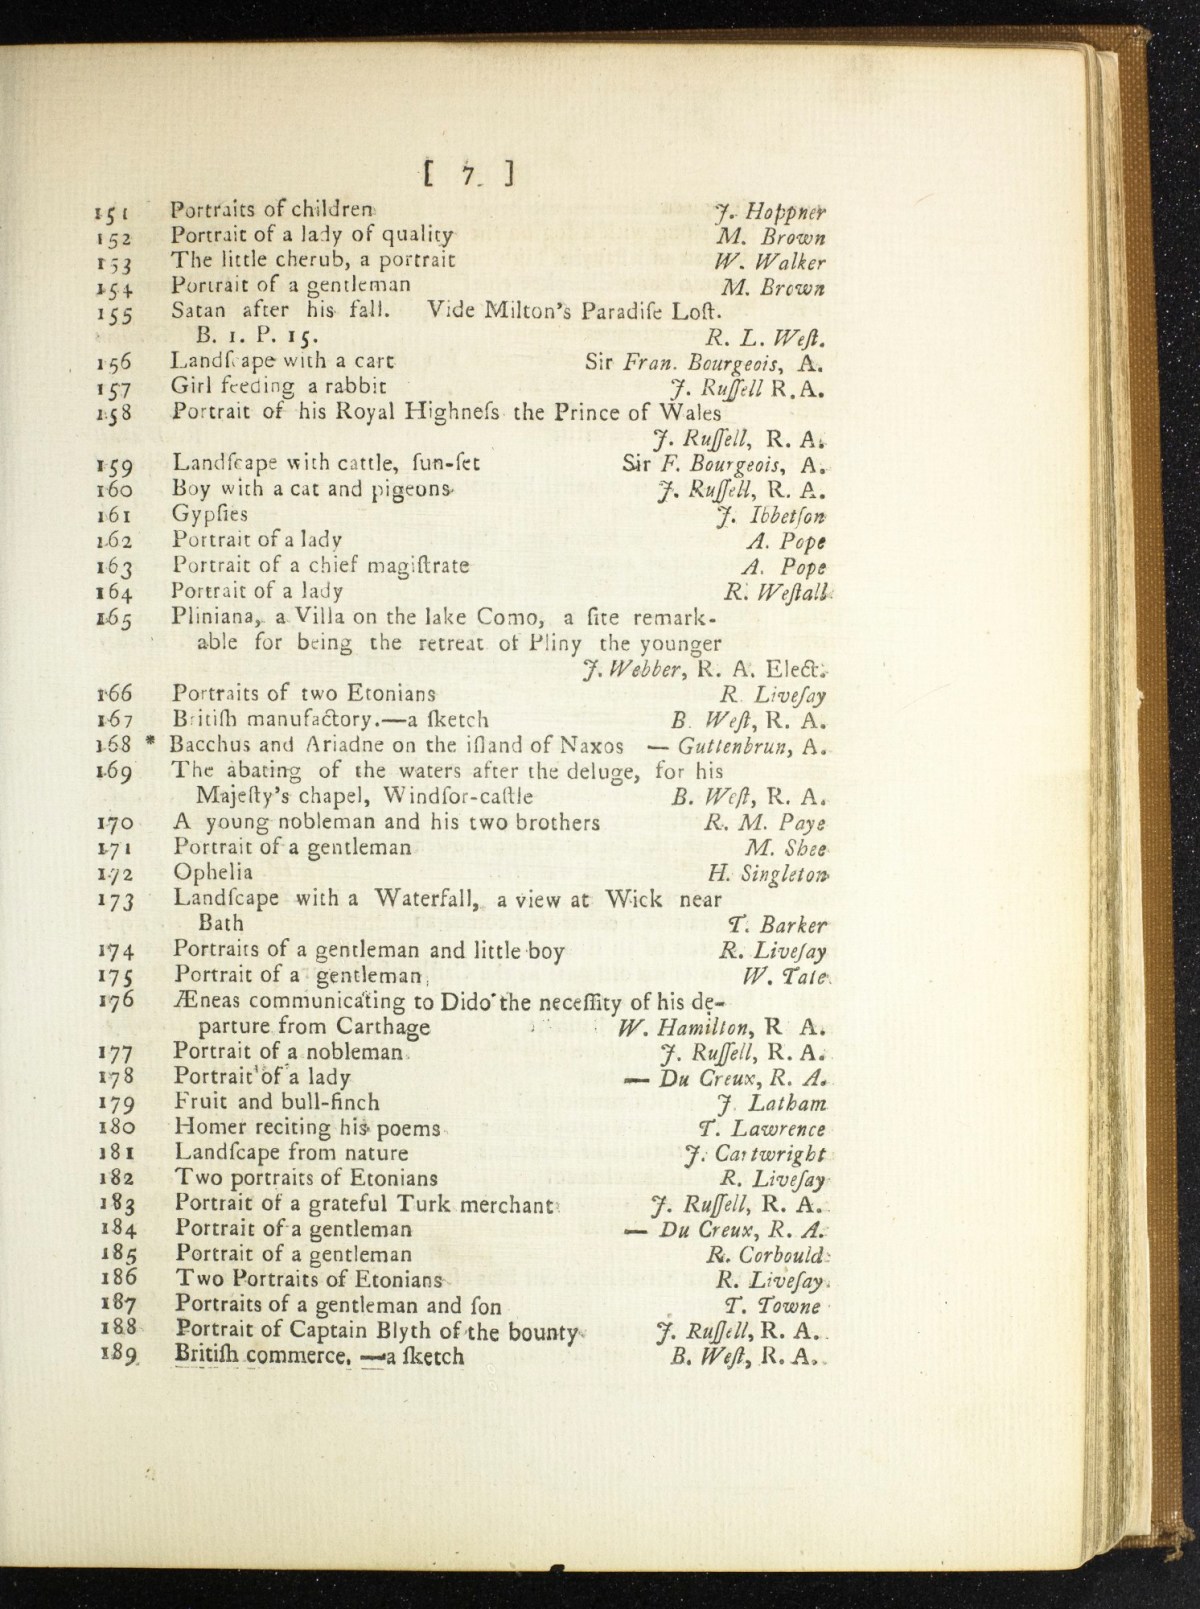 [ 7. ]
151 Portraits of children J. Hoppner
152 Portrait of a lady of quality M. Brown
153 The little cherub, a portrait W. Walker
154 Portrait of a gentleman M. Brown
155 Satan after his fall. Vide Milton's Paradiſe Loſt.
B. 1. P. 15. R. L. Weſt.
156 Landſcape with a cart Sir Fran. Bourgeois, A.
157 Girl feeding a rabbit J. Ruſſell R.A.
158 Portrait of his Royal Highneſs the Prince of Wales
J. Ruſſell, R. A.
159 Landſcape with cattle, ſun-ſet Sir F. Bourgeois, A.
160 Boy with a cat and pigeons J. Ruſſell, R. A.
161 Gypſies J. Ibbetſon
162 Portrait of a lady A. Pope
163 Portrait of a chief magiſtrate A. Pope
164 Portrait of a lady R. Weſtall
165 Pliniana, a Villa on the lake Como, a ſite remark-
able for being the retreat of Pliny the younger
J. Webber, R. A. Elect.
166 Portraits of two Etonians R. Liveſay
167 Britiſh manufactory.—a ſketch B. Weſt, R. A.
168 * Bacchus and Ariadne on the iſland of Naxos — Guttenbrun, A.
169 The abating of the waters after the deluge, for his
Majeſty's chapel, Windſor-caſtle B. Weſt, R. A.
170 A young nobleman and his two brothers R. M. Paye
171 Portrait of a gentleman M. Shee
172 Ophelia H. Singleton
173 Landſcape with a Waterfall, a view at Wick near
Bath T. Barker
174 Portraits of a gentleman and little boy R. Liveſay
175 Portrait of a gentleman W. Tate
176 Æneas communicating to Dido the neceſſity of his de-
parture from Carthage W. Hamilton, R A.
177 Portrait of a nobleman J. Ruſſell, R. A.
178 Portrait of a lady — Du Creux, R. A.
179 Fruit and bull-finch J. Latham
180 Homer reciting his poems T. Lawrence
181 Landſcape from nature J. Cartwright
182 Two portraits of Etonians R. Liveſay
183 Portrait of a grateful Turk merchant J. Ruſſell, R. A.
184 Portrait of a gentleman — Du Creux, R. A.
185 Portrait of a gentleman R. Corbould
186 Two Portraits of Etonians R. Liveſay.
187 Portraits of a gentleman and ſon T. Towne
188 Portrait of Captain Blyth of the bounty J. Ruſſell, R. A.
189 Britiſh commerce.—a ſketch B. Weſt, R. A.